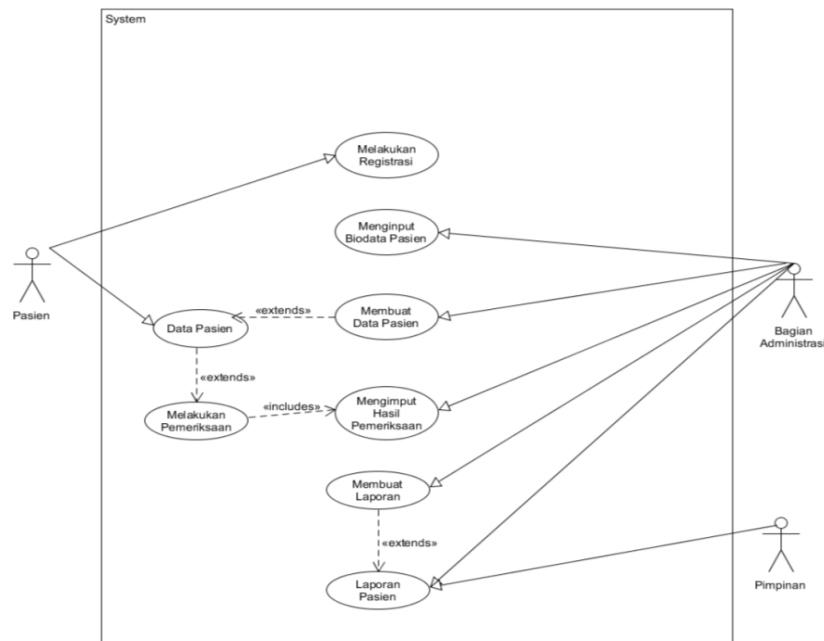 System
Melakukan
Registrasi
Menginput
Biodata Pasien
Pasien
Bagian
Administrasi
Data Pasien
«extends»
Membuat
Data Pasien
«extends»
Melakukan
Pemeriksaan
«includes»
Mengimput
Hasil
Pemeriksaan
Membuat
Laporan
«extends»
Laporan
Pasien
Pimpinan